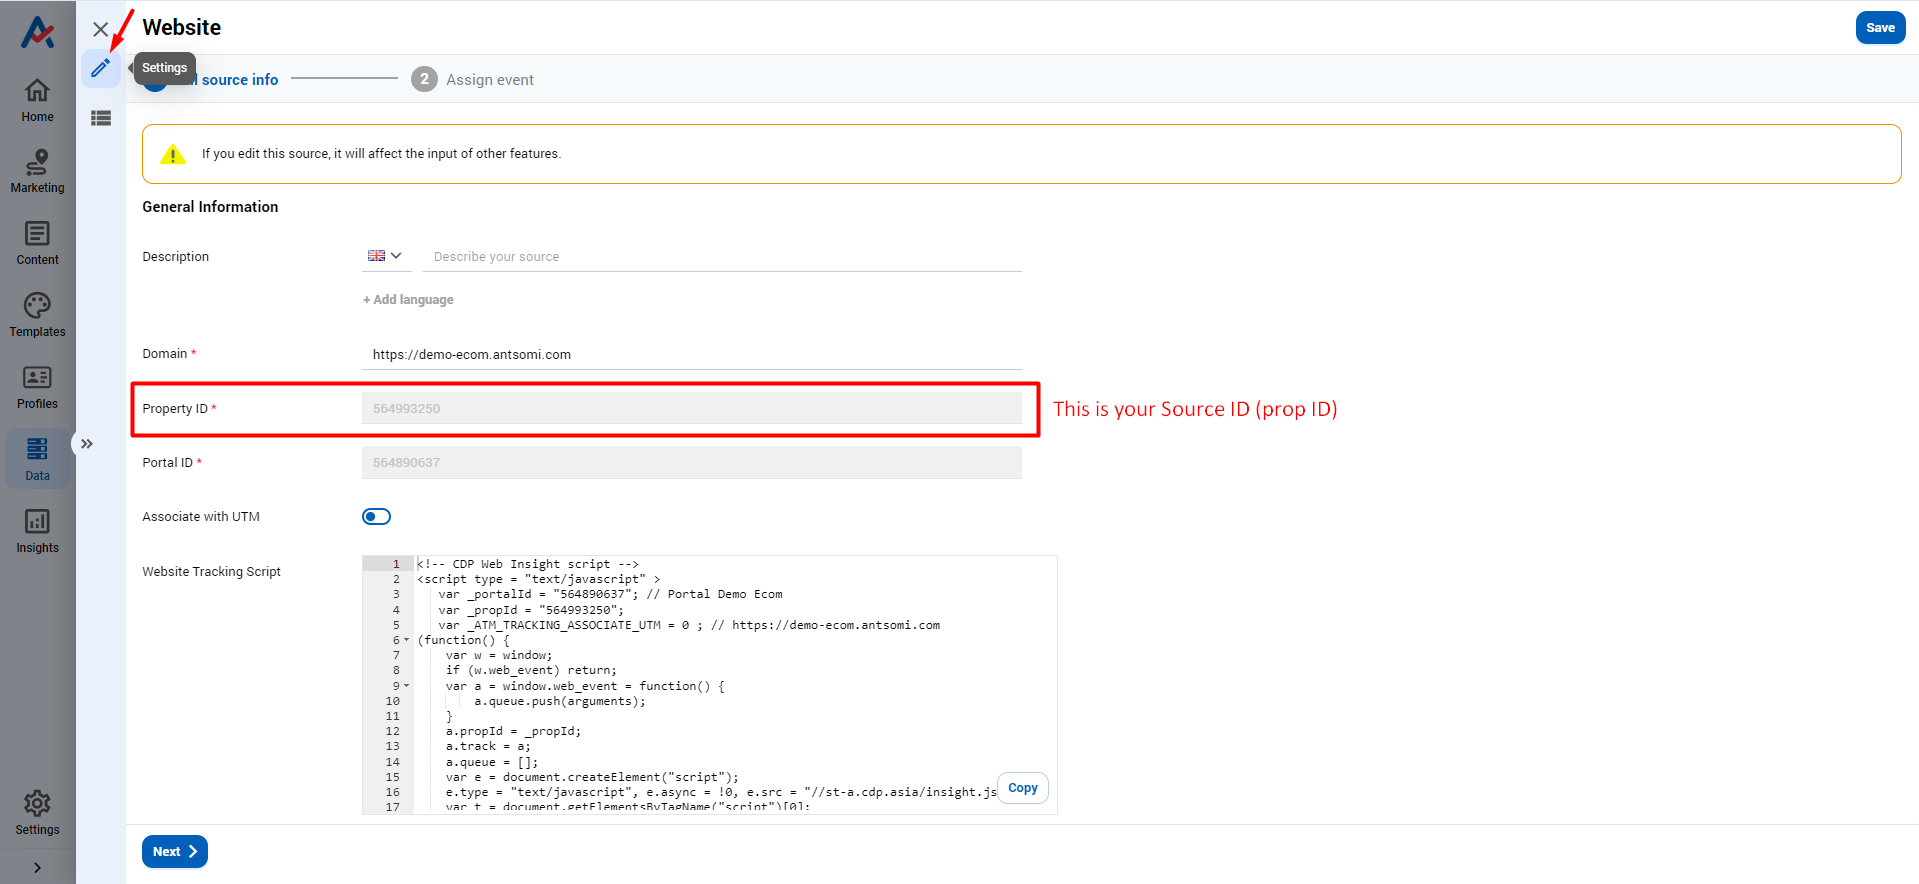 Website
Save
Settings
source info
2
Assign event
Home
Marketing
Content
Templates
Profiles
Data
Insights
Settings
If you edit this source, it will affect the input of other features.
General Information
Description
Describe your source
+ Add language
Domain *
https://demo-ecom.antsomi.com
Property ID *
564993250
This is your Source ID (prop ID)
Portal ID *
564890637
Associate with UTM
Website Tracking Script
1 <!-- CDP Web Insight script -->
2 <script type = "text/javascript" >
3 var _portalId = "564890637"; // Portal Demo Ecom
4 var _propId = "564993250";
5 var _ATM_TRACKING_ASSOCIATE_UTM = 0 ; // https://demo-ecom.antsomi.com
6 (function() {
7 var w = window;
8 if (w.web_event) return;
9 var a = window.web_event = function() {
10 a.queue.push(arguments);
11 }
12 a.propId = _propId;
13 a.track = a;
14 a.queue = [];
15 var e = document.createElement("script");
16 e.type = "text/javascript", e.async = !0, e.src = "//st-a.cdp.asia/insight.js
17 var t = document.getElementsByTagName("script")[0];
Copy
Next